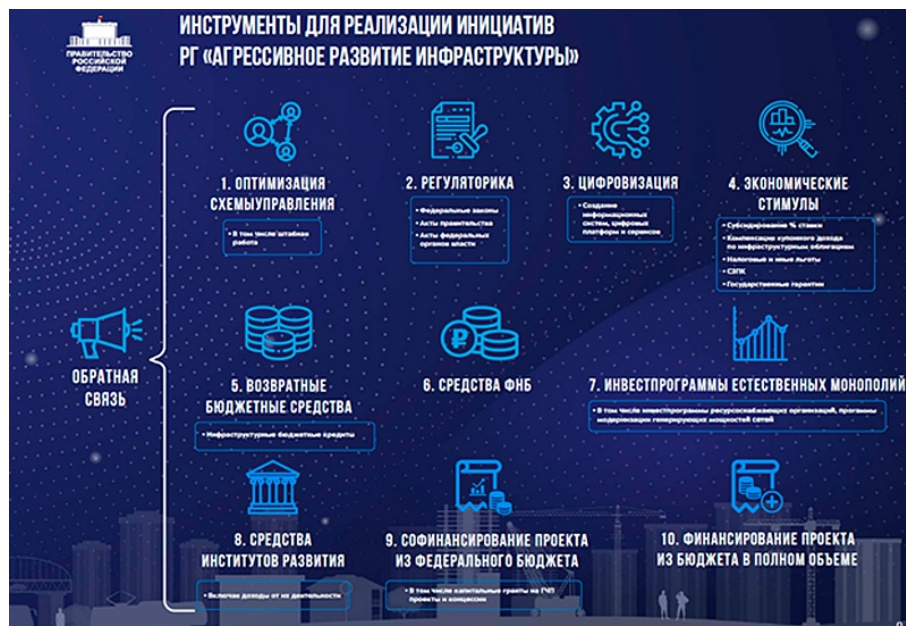 ПРАВИТЕЛЬСТВО
РОССИЙСКОЙ
ФЕДЕРАЦИИ
ИНСТРУМЕНТЫ ДЛЯ РЕАЛИЗАЦИИ ИНИЦИАТИВ
РГ «АГРЕССИВНОЕ РАЗВИТИЕ ИНФРАСТРУКТУРЫ»
ОБРАТНАЯ
СВЯЗЬ
1. ОПТИМИЗАЦИЯ
СХЕМЫУПРАВЛЕНИЯ
• В том числе штабная
работа
2. РЕГУЛЯТОРИКА
• Федеральные законы
• Акты правительства
• Акты федеральных
органов власти
3. ЦИФРОВИЗАЦИЯ
• Создание
информационных
систем, цифровых
платформ и сервисов
4. ЭКОНОМИЧЕСКИЕ
СТИМУЛЫ
• Субсидирование % ставки
• Компенсация купонного дохода
по инфраструктурным облигациям
• Налоговые и иные льготы
• СЗПК
• Государственные гарантии
5. ВОЗВРАТНЫЕ
БЮДЖЕТНЫЕ СРЕДСТВА
• Инфраструктурные бюджетные кредиты
6. СРЕДСТВА ФНБ
7. ИНВЕСТПРОГРАММЫ ЕСТЕСТВЕННЫХ МОНОПОЛИЙ
• В том числе инвестпрограммы ресурсоснабжающих организаций, програмы
модернизации генерирующих мощностей сетей
8. СРЕДСТВА
ИНСТИТУТОВ РАЗВИТИЯ
• Включая доходы от их деятельности
9. СОФИНАНСИРОВАНИЕ ПРОЕКТА
ИЗ ФЕДЕРАЛЬНОГО БЮДЖЕТА
• В том числе капитальные гранты на ГЧП
проекты и концессии
10. ФИНАНСИРОВАНИЕ ПРОЕКТА
ИЗ БЮДЖЕТА В ПОЛНОМ ОБЪЕМЕ